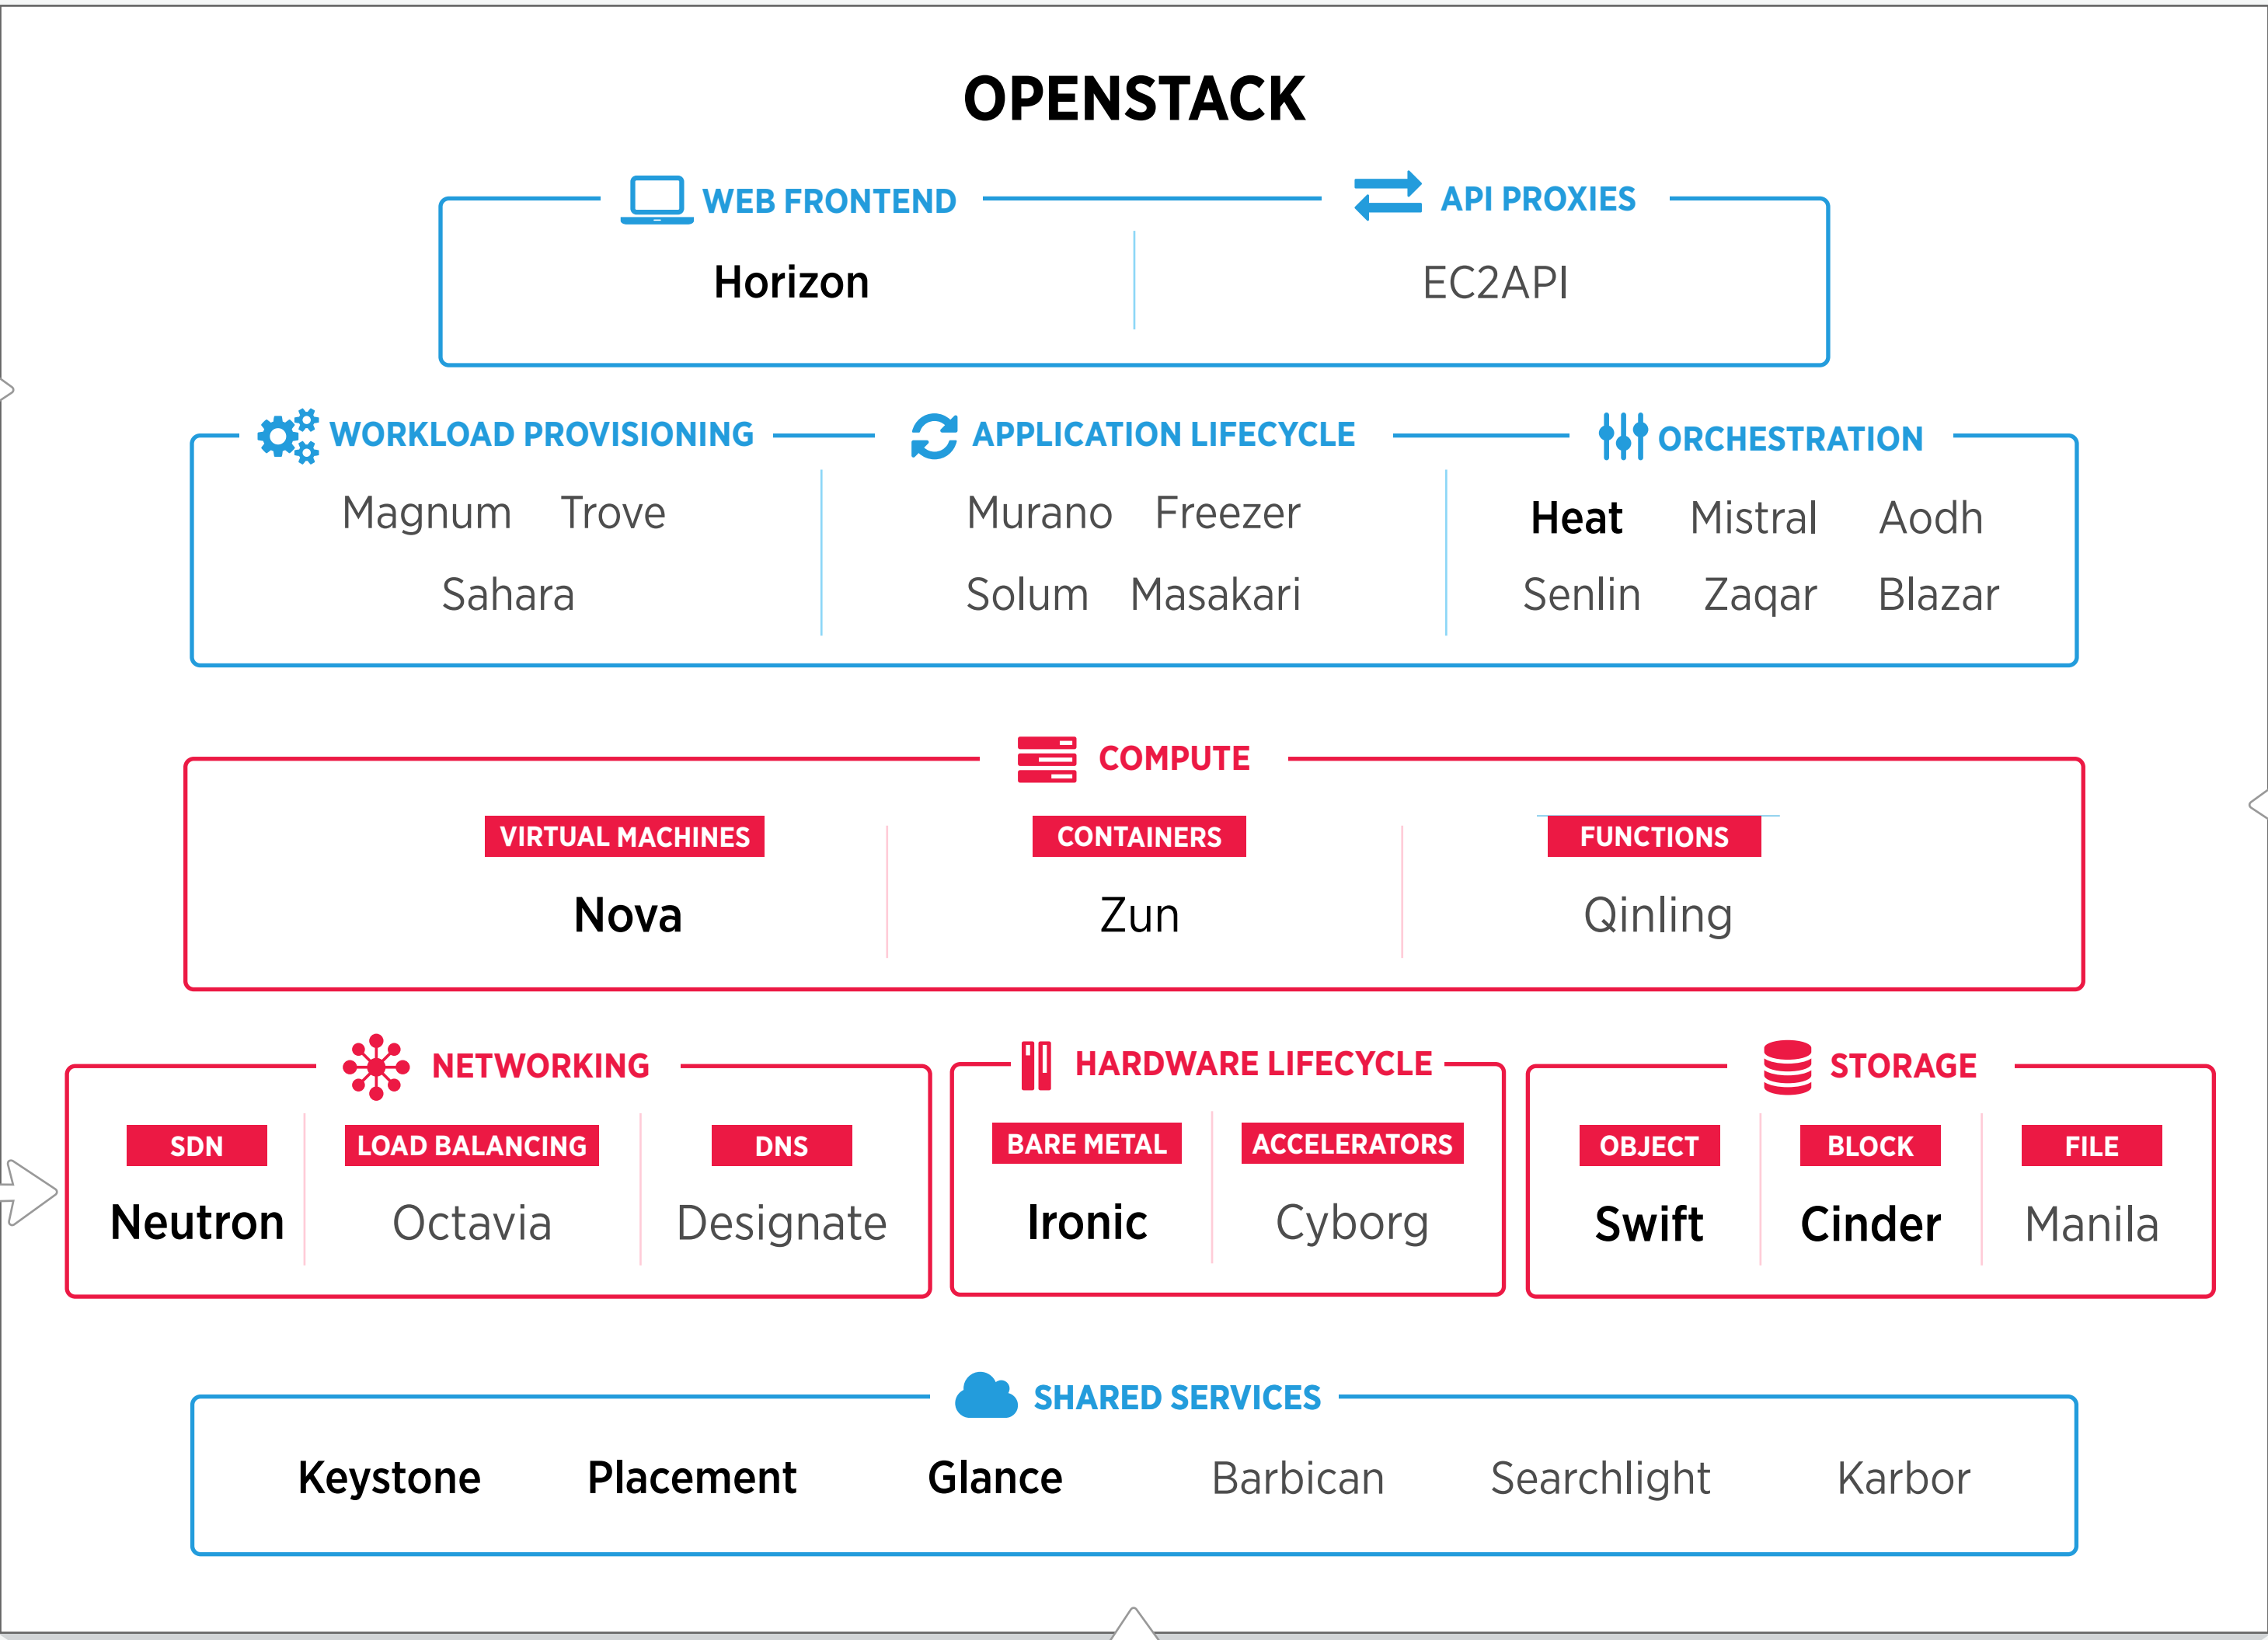 OPENSTACK
WEB FRONTEND
API PROXIES
Horizon
EC2API
WORKLOAD PROVISIONING
APPLICATION LIFECYCLE
ORCHESTRATION
Magnum Trove
Sahara
Murano Freezer
Solum Masakari
Heat Mistral Aodh
Senlin Zaqar Blazar
COMPUTE
VIRTUAL MACHINES
Nova
CONTAINERS
Zun
FUNCTIONS
Qinling
NETWORKING
SDN
Neutron
LOAD BALANCING
Octavia
DNS
Designate
HARDWARE LIFECYCLE
BARE METAL
Ironic
ACCELERATORS
Cyborg
STORAGE
OBJECT
Swift
BLOCK
Cinder
FILE
Manila
SHARED SERVICES
Keystone Placement Glance Barbican Searchlight Karbor